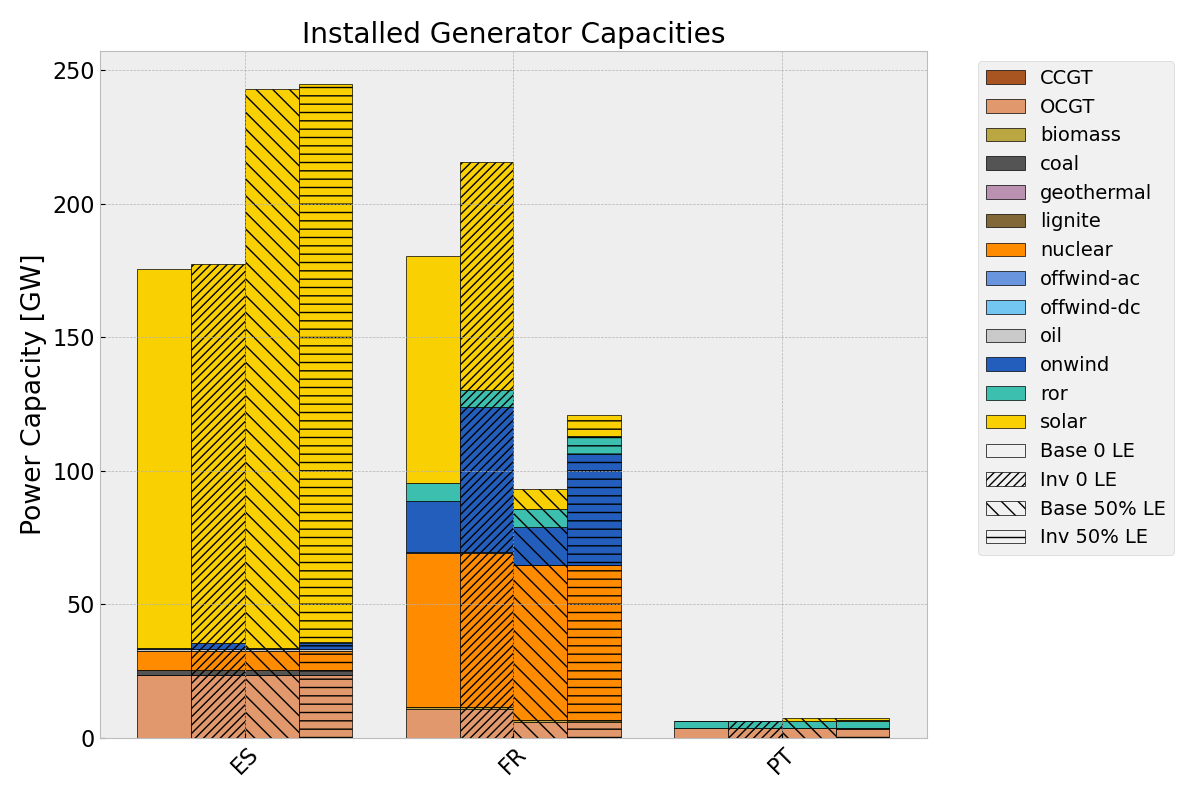 Installed Generator Capacities
Power Capacity [GW]
250
200
150
100
50
0
ES
FR
PT
CCGT
OCGT
biomass
coal
geothermal
lignite
nuclear
offwind-ac
offwind-dc
oil
onwind
ror
solar
Base 0 LE
Inv 0 LE
Base 50% LE
Inv 50% LE